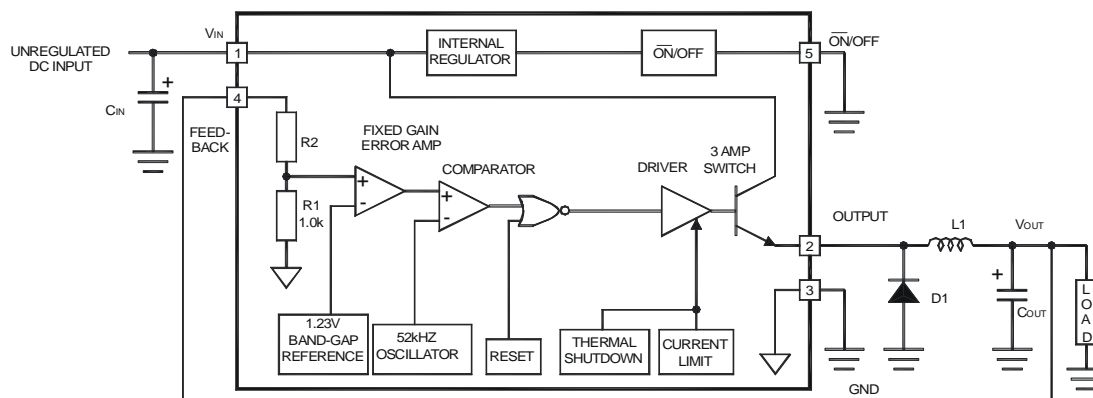 UNREGULATED
DC INPUT
VIN
1
INTERNAL
REGULATOR
ON/OFF
5
ON/OFF
+
CIN
4
FEED-
BACK
R2
R1
1.0k
FIXED GAIN
ERROR AMP
+
-
COMPARATOR
+
-
DRIVER
3 AMP
SWITCH
OUTPUT
2
L1
VOUT
3
D1
+
COUT
LOAD
1.23V
BAND-GAP
REFERENCE
52kHZ
OSCILLATOR
RESET
THERMAL
SHUTDOWN
CURRENT
LIMIT
GND